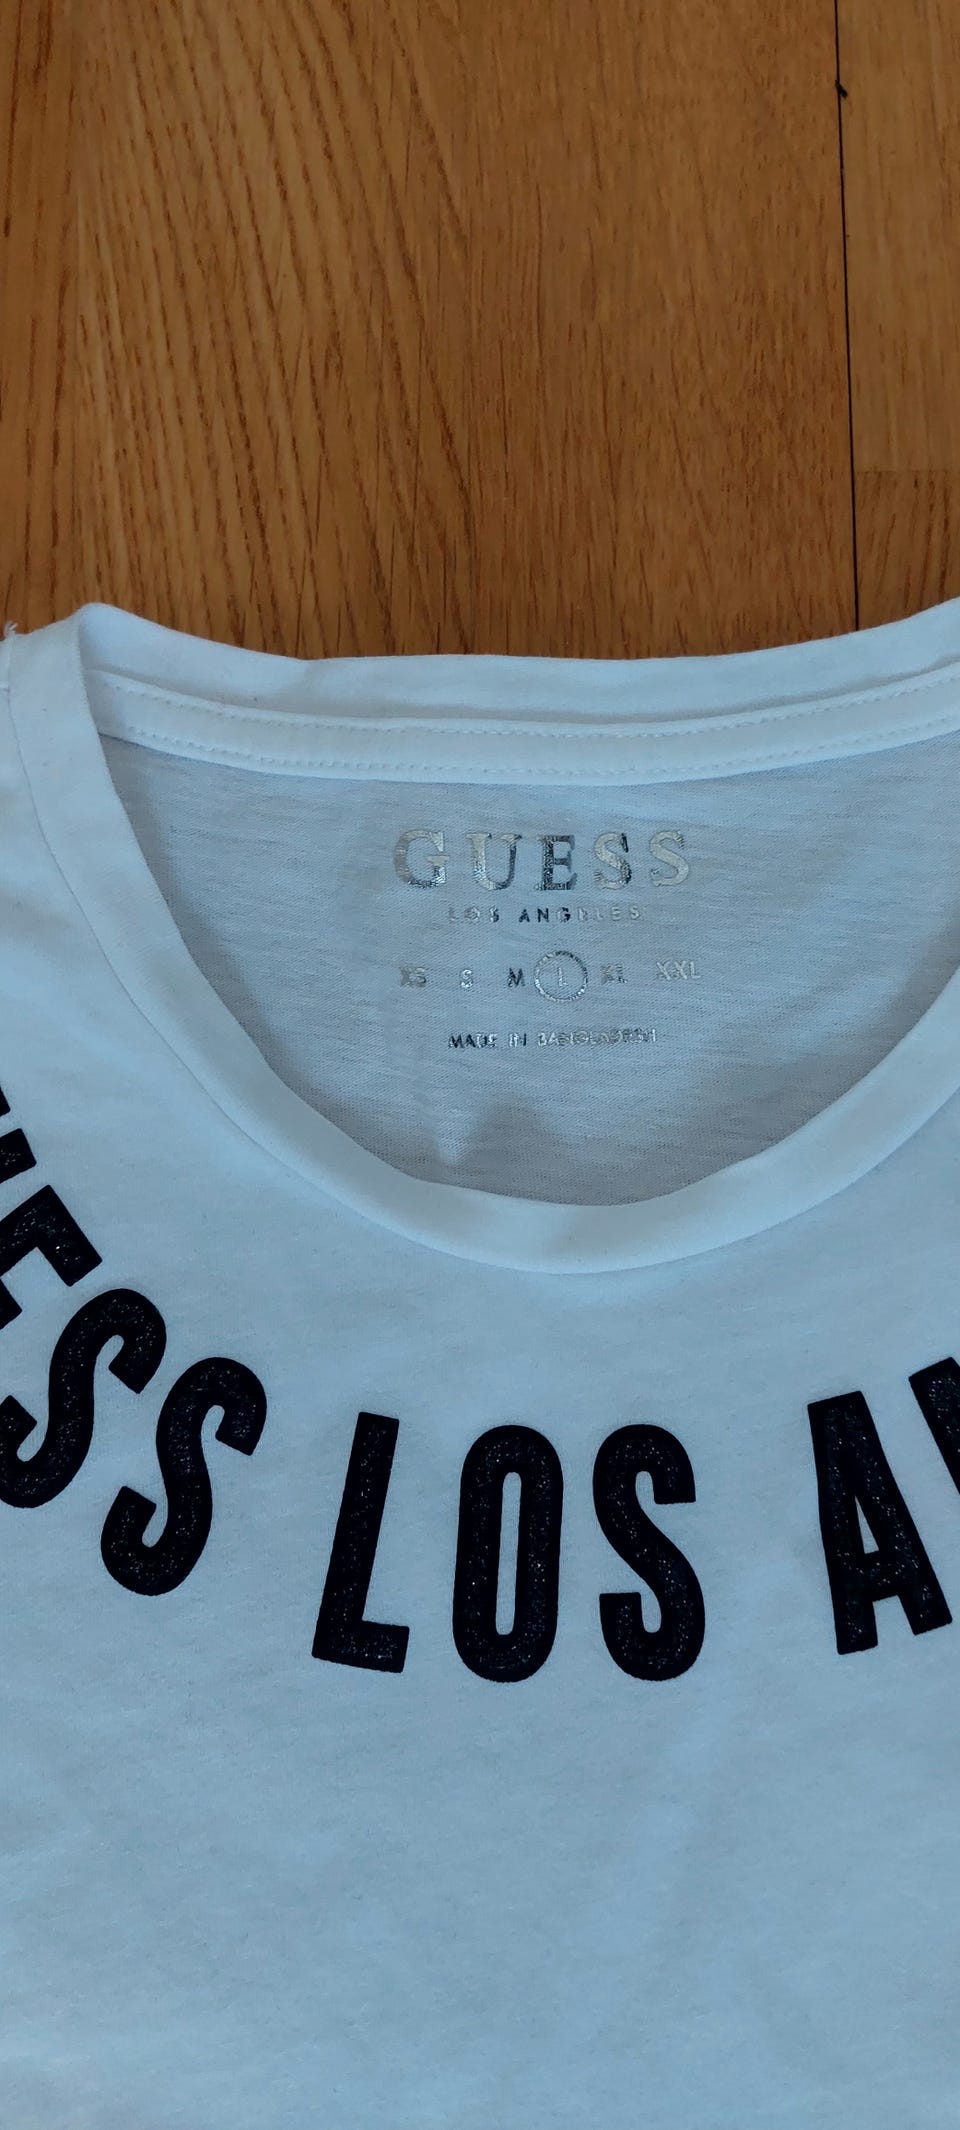 GUESS
LOS ANGELES
XS S M L XL XXL
MADE IN BANGLADESH
ESS LOS A